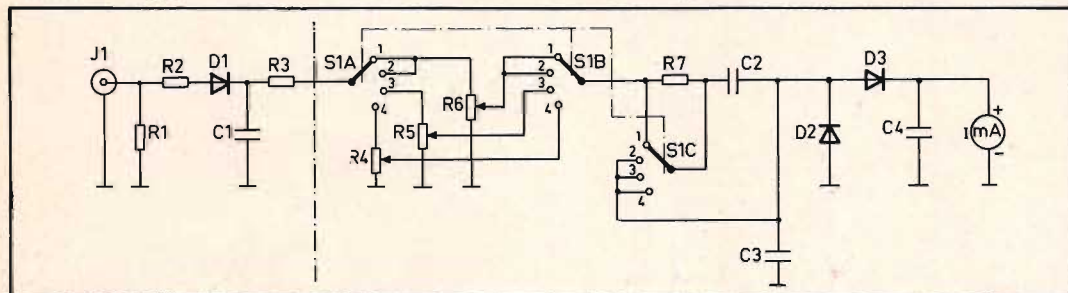 J1
R2
D1
R3
S1A
1
2
3
4
R1
C1
R4
R5
R6
1
2
3
4
S1B
R7
C2
1
2
3
4
S1C
D3
D2
C4
C3
I
mA
+
-